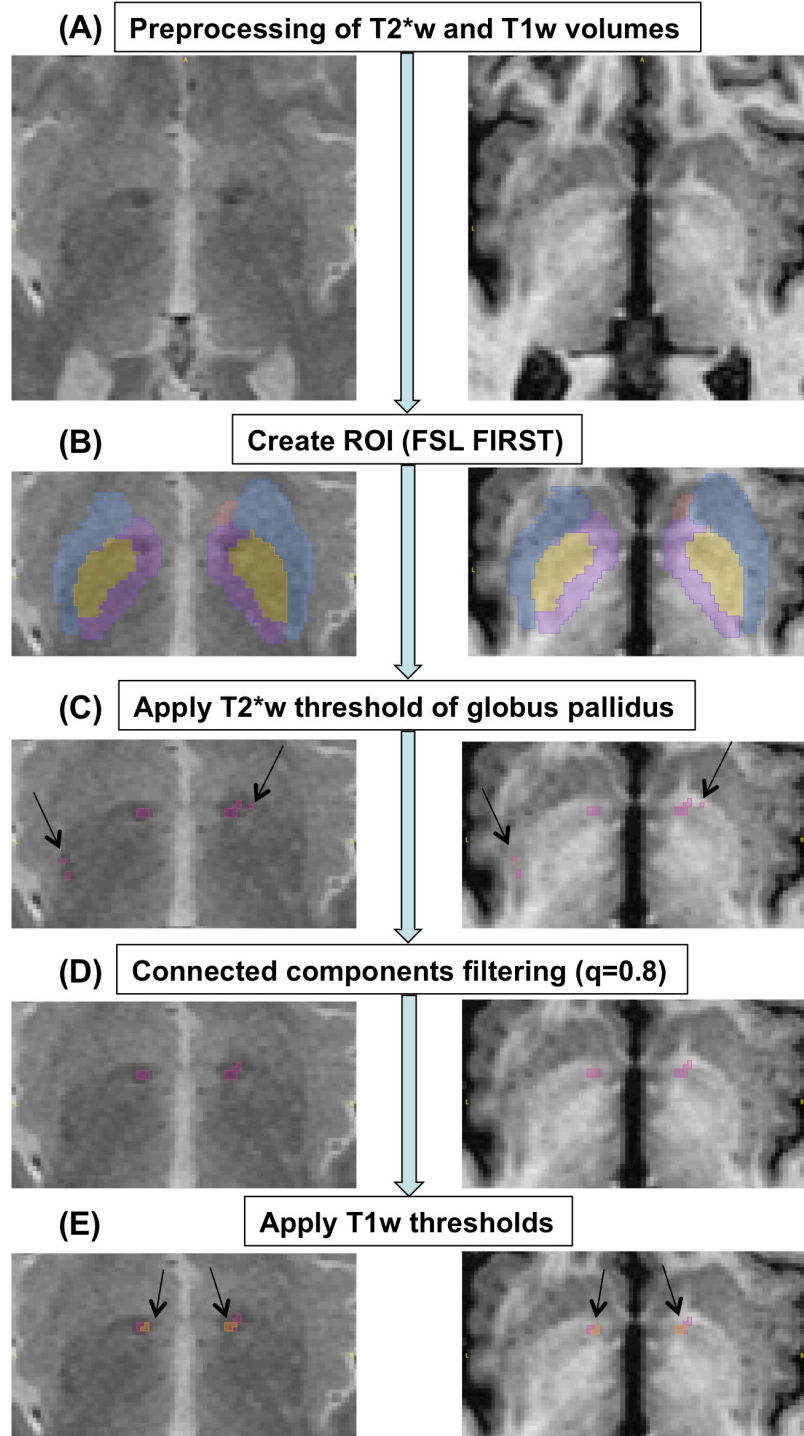 (A) Preprocessing of T2*w and T1w volumes
A A
L R L R
(B) Create ROI (FSL FIRST)
L R L R
(C) Apply T2*w threshold of globus pallidus
L R L R
(D) Connected components filtering (q=0.8)
L R L R
(E) Apply T1w thresholds
L R L R